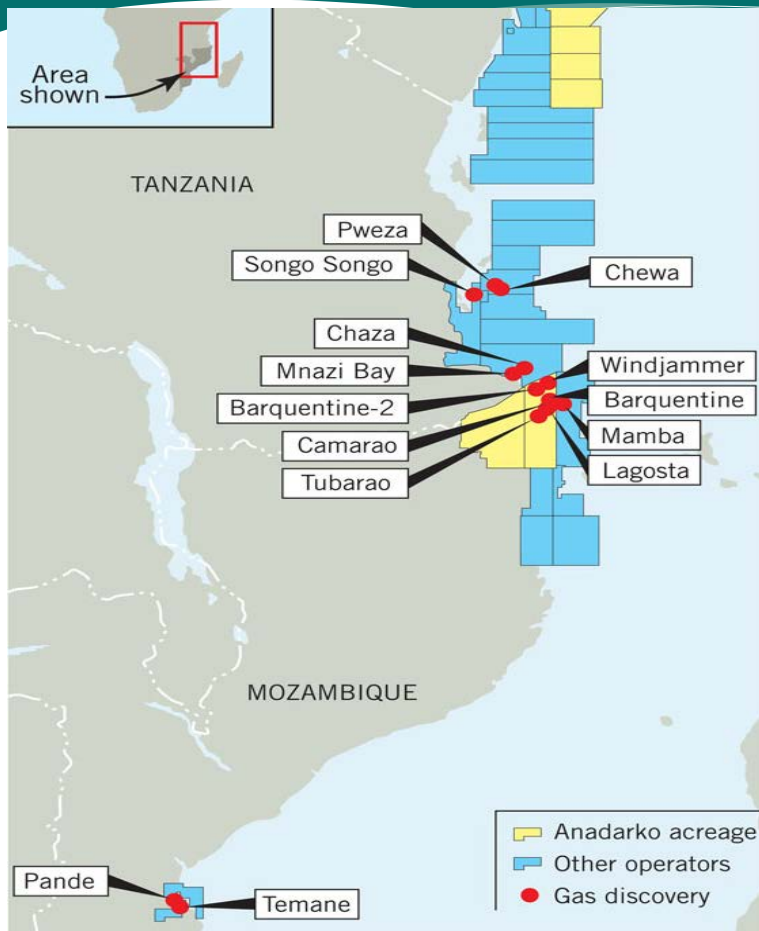 Area
shown
TANZANIA
Pweza
Songo Songo
Chewa
Chaza
Mnazi Bay
Windjammer
Barquentine-2
Barquentine
Camarao
Mamba
Tubarao
Lagosta
MOZAMBIQUE
Anadarko acreage
Other operators
Gas discovery
Pande
Temane